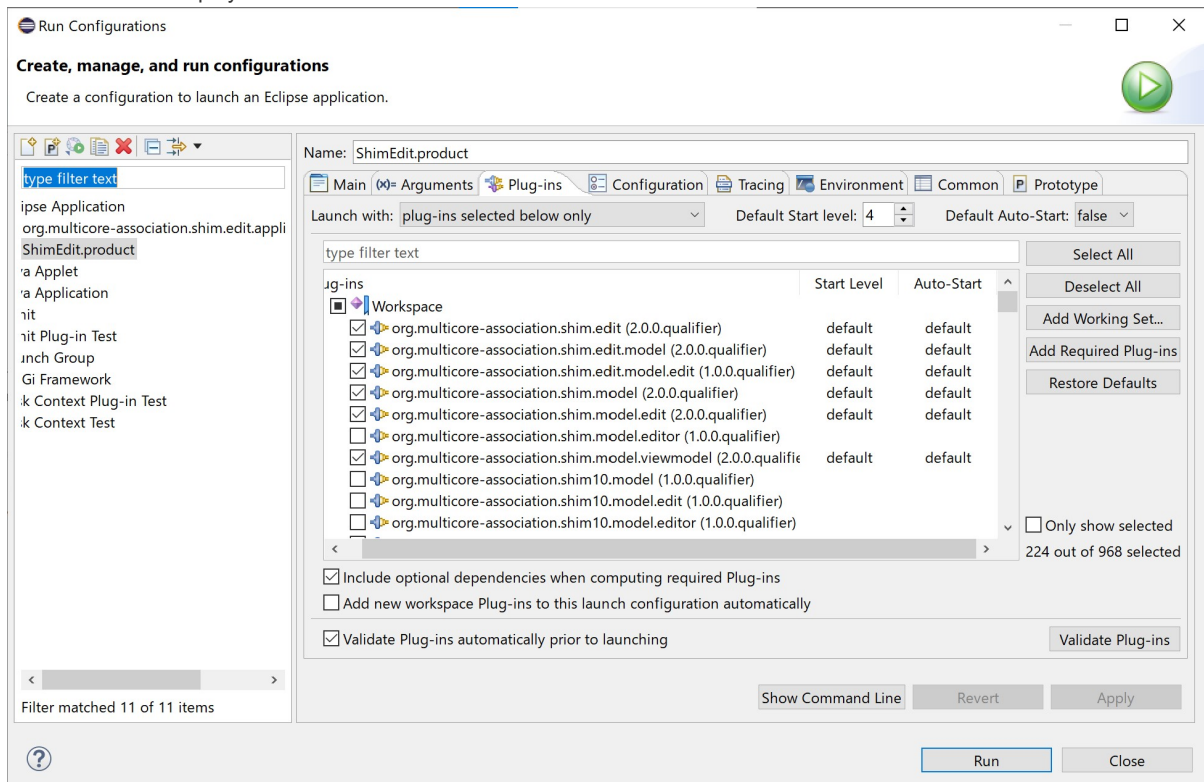 Run Configurations
Create, manage, and run configurations
Create a configuration to launch an Eclipse application.
type filter text
ipse Application
org.multicore-association.shim.edit.appli
ShimEdit.product
a Applet
a Application
nit
nit Plug-in Test
unch Group
Gi Framework
k Context Plug-in Test
k Context Test
Filter matched 11 of 11 items
Name: ShimEdit.product
Main (x)= Arguments Plug-ins Configuration Tracing Environment Common P Prototype
Launch with: plug-ins selected below only Default Start level: 4 Default Auto-Start: false
type filter text Select All
ug-ins Start Level Auto-Start Deselect All
Workspace
Add Working Set...
org.multicore-association.shim.edit (2.0.0.qualifier) default default
org.multicore-association.shim.edit.model (2.0.0.qualifier) default default Add Required Plug-ins
org.multicore-association.shim.edit.model.edit (1.0.0.qualifier) default default
Restore Defaults
org.multicore-association.shim.model (2.0.0.qualifier) default default
org.multicore-association.shim.model.edit (2.0.0.qualifier) default default
org.multicore-association.shim.model.editor (1.0.0.qualifier)
org.multicore-association.shim.model.viewmodel (2.0.0.qualifie default default
org.multicore-association.shim10.model (1.0.0.qualifier)
org.multicore-association.shim10.model.edit (1.0.0.qualifier)
org.multicore-association.shim10.model.editor (1.0.0.qualifier) Only show selected
224 out of 968 selected
Include optional dependencies when computing required Plug-ins
Add new workspace Plug-ins to this launch configuration automatically
Validate Plug-ins automatically prior to launching Validate Plug-ins
Show Command Line Revert Apply
? Run Close